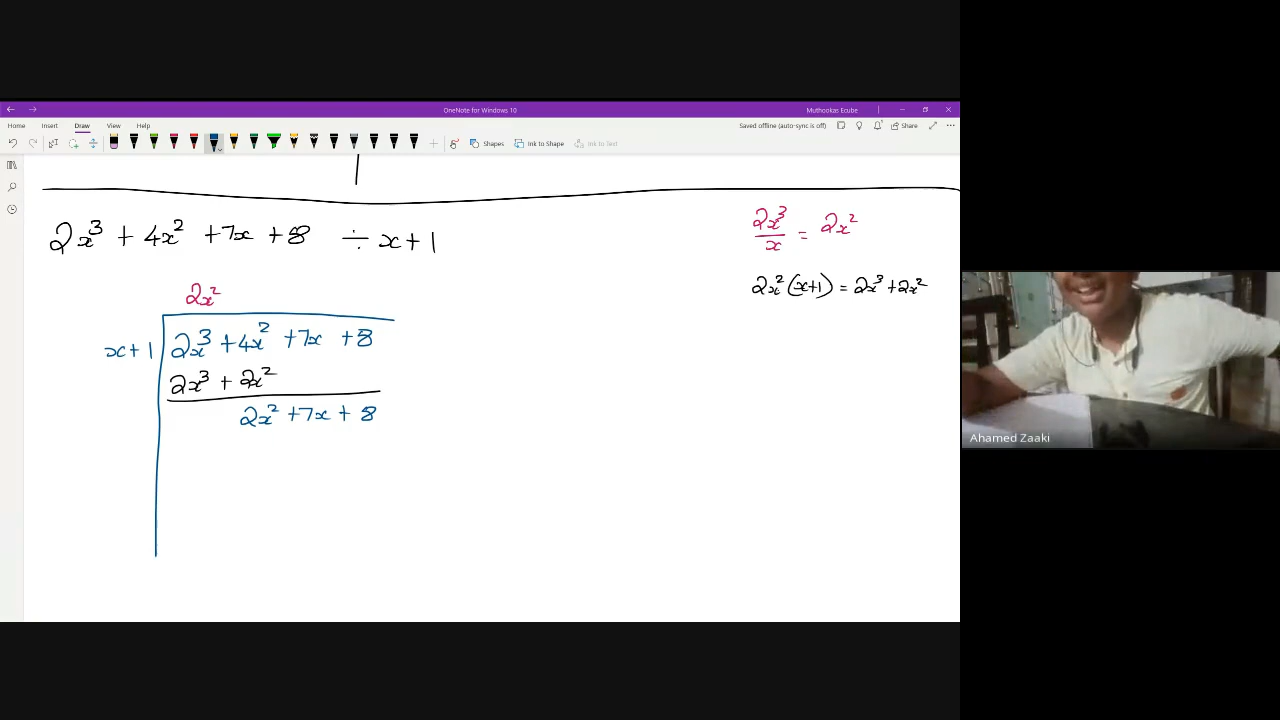 OneNote for Windows 10
Muthookas Ecube
Home Insert Draw View Help
Saved offline (auto-sync is off)
Share
Shapes
Ink to Shape
Ink to Text
2x³ + 4x² + 7x + 8 ÷ x + 1
2x³/x = 2x²
2x² (x+1) = 2x³ + 2x²
2x²
x + 1
2x³ + 4x² + 7x + 8
2x³ + 2x²
2x² + 7x + 8
Ahamed Zaaki